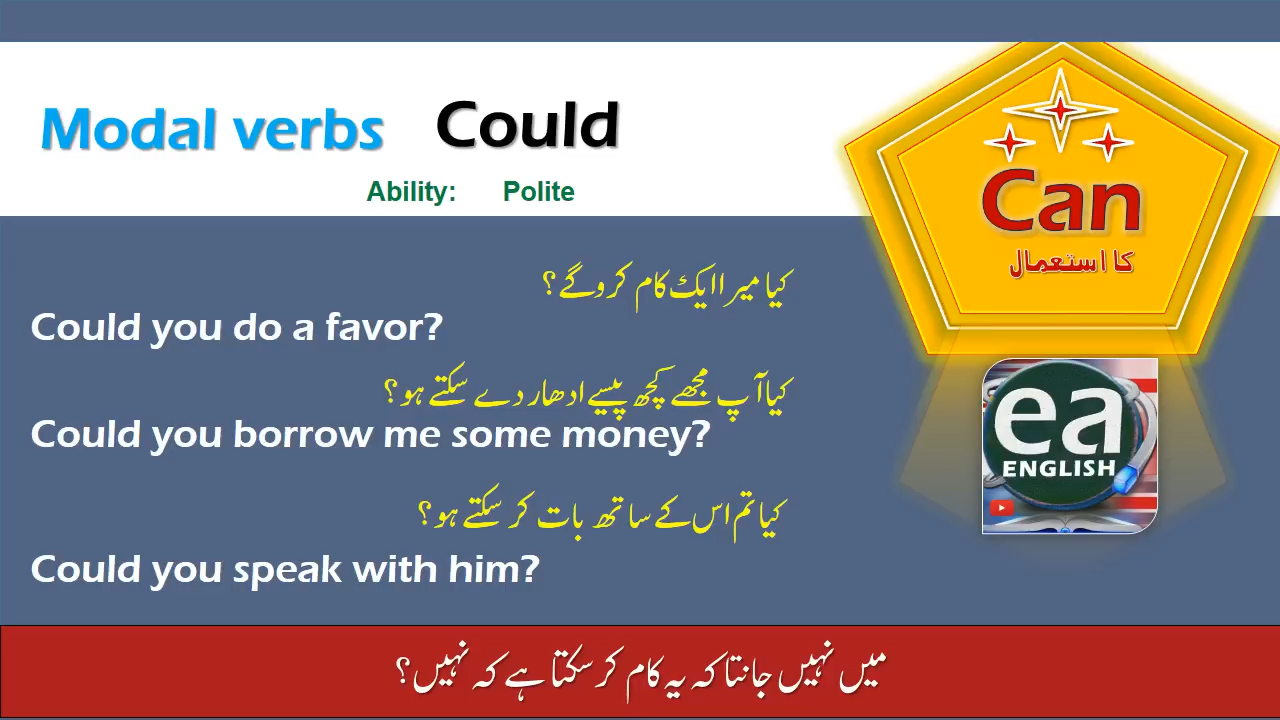 Modal verbs Could
Ability: Polite
Can
کا استعمال
کیا میرا ایک کام کرو گے؟
Could you do a favor?
کیا آپ مجھے کچھ پیسے ادھار دے سکتے ہو؟
Could you borrow me some money?
کیا تم اس کے ساتھ بات کر سکتے ہو؟
Could you speak with him?
ea
ENGLISH
میں نہیں جانتا کہ یہ کام کر سکتا ہے کہ نہیں؟